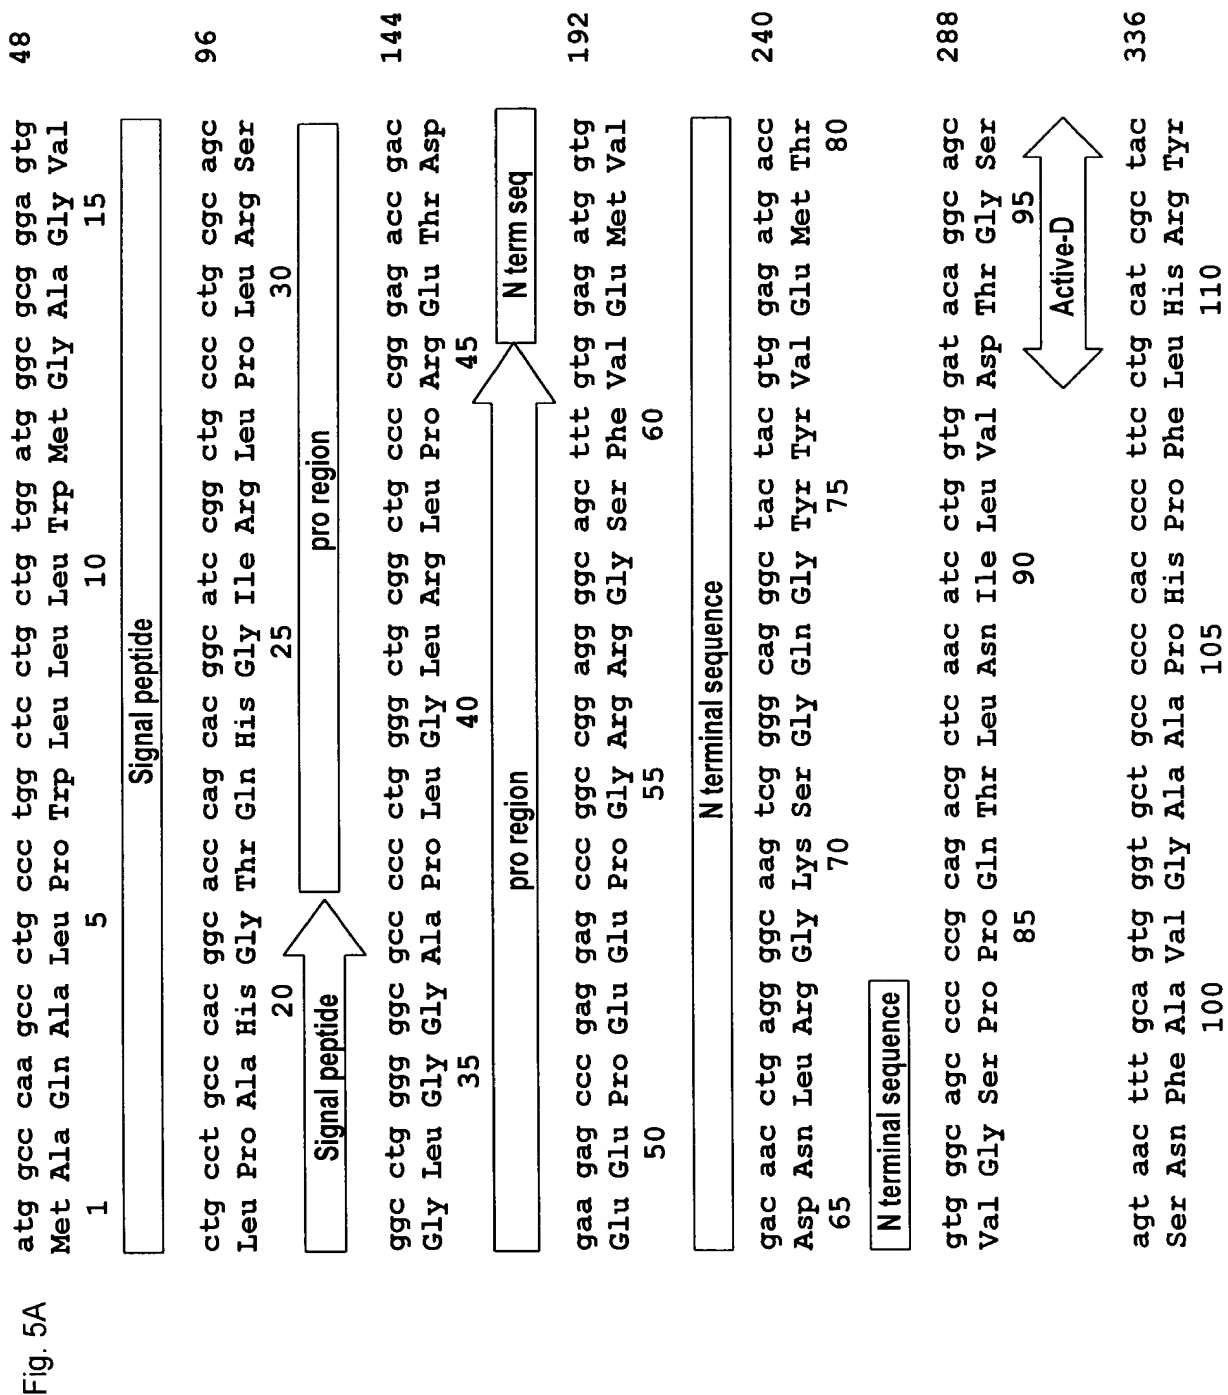 Fig. 5A
atg gcc caa gcc ctg ccc tgg ctc ctg ctg tgg atg ggc gcg gga gtg 48
Met Ala Gln Ala Leu Pro Trp Leu Leu Leu Trp Met Gly Ala Gly Val
1 5 10 15
Signal peptide
ctg cct gcc cac ggc acc cag cac ggc atc cgg ctg ccc ctg cgc agc 96
Leu Pro Ala His Gly Thr Gln His Gly Ile Arg Leu Pro Leu Arg Ser
20 25 30
Signal peptide pro region
ggc ctg ggg ggc gcc ccc ctg ggg ctg cgg ctg ccc cgg gag acc gac 144
Gly Leu Gly Gly Ala Pro Leu Gly Leu Arg Leu Pro Arg Glu Thr Asp
35 40 45
pro region N term seq
gaa gag ccc gag gag ccc ggc cgg agg ggc agc ttt gtg gag atg gtg 192
Glu Glu Pro Glu Glu Pro Gly Arg Arg Gly Ser Phe Val Glu Met Val
50 55 60
N terminal sequence
gac aac ctg agg ggc aag tcg ggg cag ggc tac tac gtg gag atg acc 240
Asp Asn Leu Arg Gly Lys Ser Gly Gln Gly Tyr Tyr Val Glu Met Thr
65 70 75 80
N terminal sequence
gtg ggc agc ccc ccg cag acg ctc aac atc ctg gtg gat aca ggc agc 288
Val Gly Ser Pro Pro Gln Thr Leu Asn Ile Leu Val Asp Thr Gly Ser
85 90 95
Active-D
agt aac ttt gca gtg ggt gct gcc ccc cac ccc ttc ctg cat cgc tac 336
Ser Asn Phe Ala Val Gly Ala Ala Pro His Pro Phe Leu His Arg Tyr
100 105 110